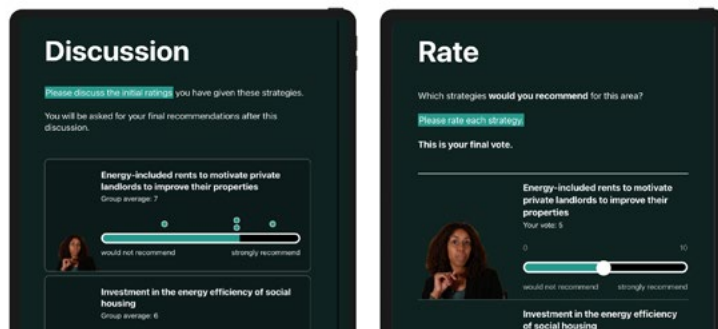 Discussion
Please discuss the initial ratings you have given these strategies.
You will be asked for your final recommendations after this
discussion.
Energy-included rents to motivate private
landlords to improve their properties
Group average: 7
would not recommend strongly recommend
Investment in the energy efficiency of social
housing
Group average: 6
Rate
Which strategies would you recommend for this area?
Please rate each strategy.
This is your final vote.
Energy-included rents to motivate
private landlords to improve their
properties
Your vote: 5
0 10
would not recommend strongly recommend
Investment in the energy efficiency
of social housing